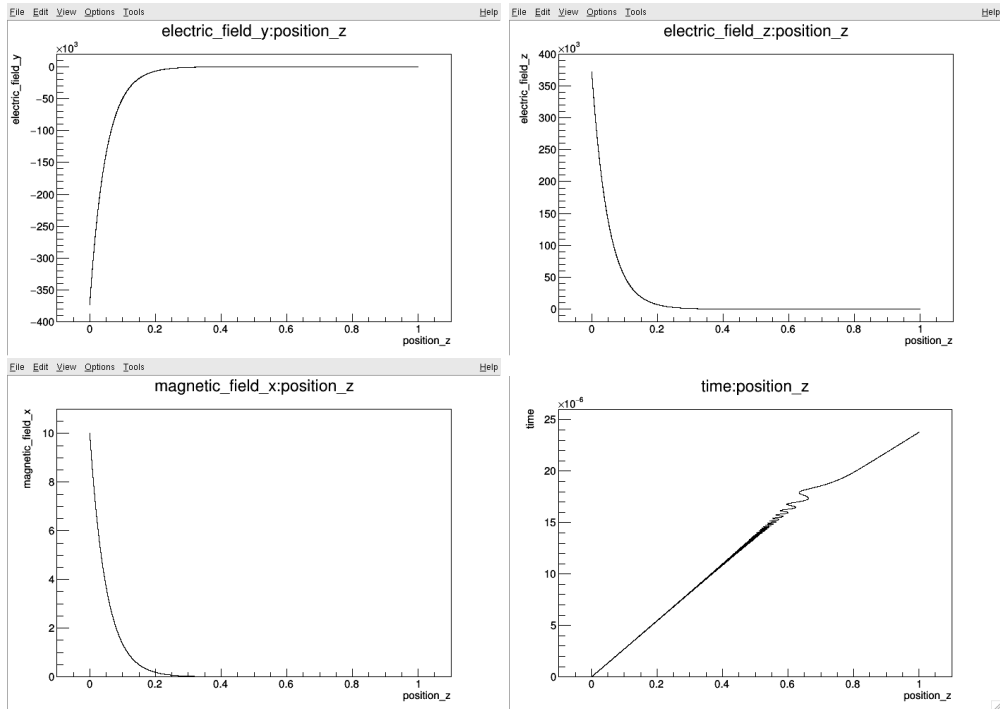 File Edit View Options Tools Help
electric_field_y:position_z
×10³
electric_field_y
0
−50
−100
−150
−200
−250
−300
−350
−400
0 0.2 0.4 0.6 0.8 1
position_z
File Edit View Options Tools Help
electric_field_z:position_z
×10³
electric_field_z
400
350
300
250
200
150
100
50
0
0 0.2 0.4 0.6 0.8 1
position_z
File Edit View Options Tools Help
magnetic_field_x:position_z
magnetic_field_x
10
8
6
4
2
0
0 0.2 0.4 0.6 0.8 1
position_z
time:position_z
×10⁻⁶
time
25
20
15
10
5
0
0 0.2 0.4 0.6 0.8 1
position_z